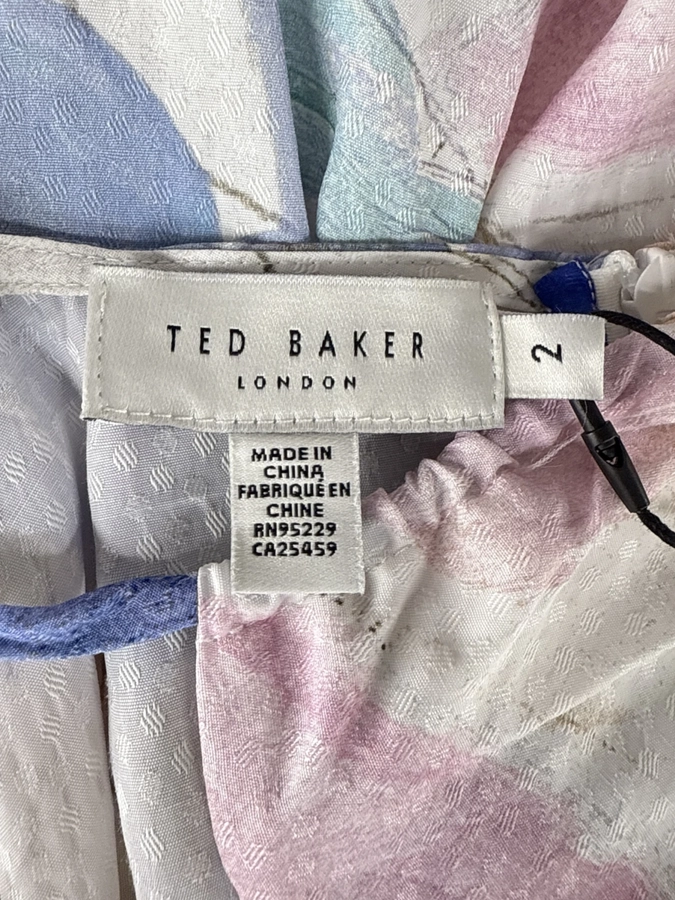 TED BAKER
LONDON
2
MADE IN
CHINA
FABRIQUÉ EN
CHINE
RN95229
CA25459